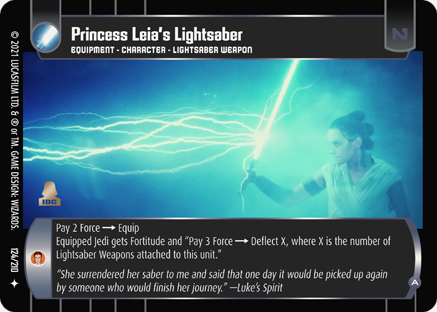 Princess Leia's Lightsaber
EQUIPMENT - CHARACTER - LIGHTSABER WEAPON
N
© 2021 LUCASFILM LTD. & ® or TM. GAME DESIGN: WIZARDS.
124/210
IDC
Pay 2 Force → Equip
Equipped Jedi gets Fortitude and "Pay 3 Force → Deflect X, where X is the number of
Lightsaber Weapons attached to this unit."
"She surrendered her saber to me and said that one day it would be picked up again
by someone who would finish her journey." —Luke's Spirit
A